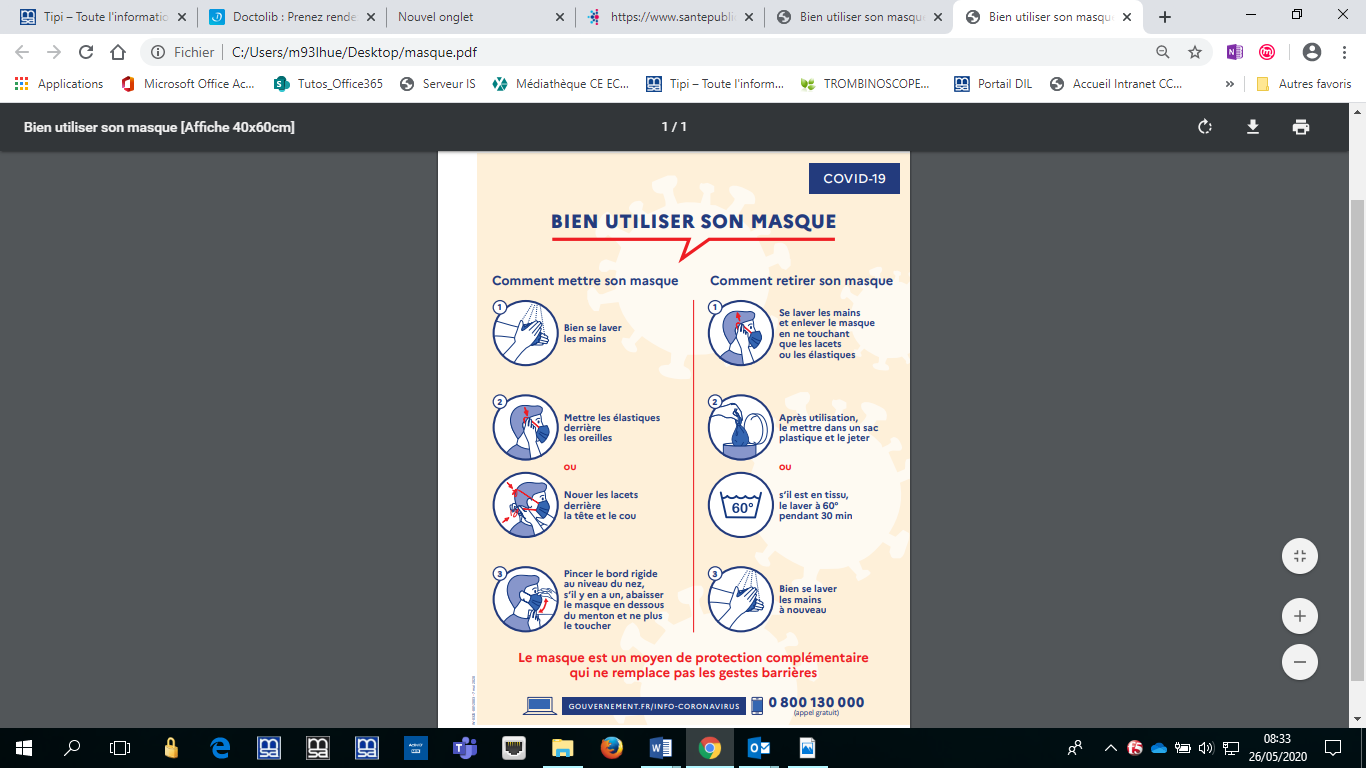 Tipi – Toute l'informatio
Doctolib : Prenez rende
Nouvel onglet
https://www.santepubli
Bien utiliser son masqu
Bien utiliser son masqu
Fichier
C:/Users/m93lhue/Desktop/masque.pdf
Applications
Microsoft Office Ac...
Tutos_Office365
Serveur IS
Médiathèque CE EC...
Tipi – Toute l'inform...
TROMBINOSCOPE...
Portail DIL
Accueil Intranet CC...
»
Autres favoris
Bien utiliser son masque [Affiche 40x60cm]
1 / 1
COVID-19
BIEN UTILISER SON MASQUE
Comment mettre son masque
1
Bien se laver
les mains
2
Mettre les élastiques
derrière
les oreilles
OU
Nouer les lacets
derrière
la tête et le cou
3
Pincer le bord rigide
au niveau du nez,
s'il y en a un, abaisser
le masque en dessous
du menton et ne plus
le toucher
Comment retirer son masque
1
Se laver les mains
et enlever le masque
en ne touchant
que les lacets
ou les élastiques
2
Après utilisation,
le mettre dans un sac
plastique et le jeter
OU
60°
s'il est en tissu,
le laver à 60°
pendant 30 min
3
Bien se laver
les mains
à nouveau
Le masque est un moyen de protection complémentaire
qui ne remplace pas les gestes barrières
GOUVERNEMENT.FR/INFO-CORONAVIRUS
0 800 130 000
(appel gratuit)
08:33
26/05/2020